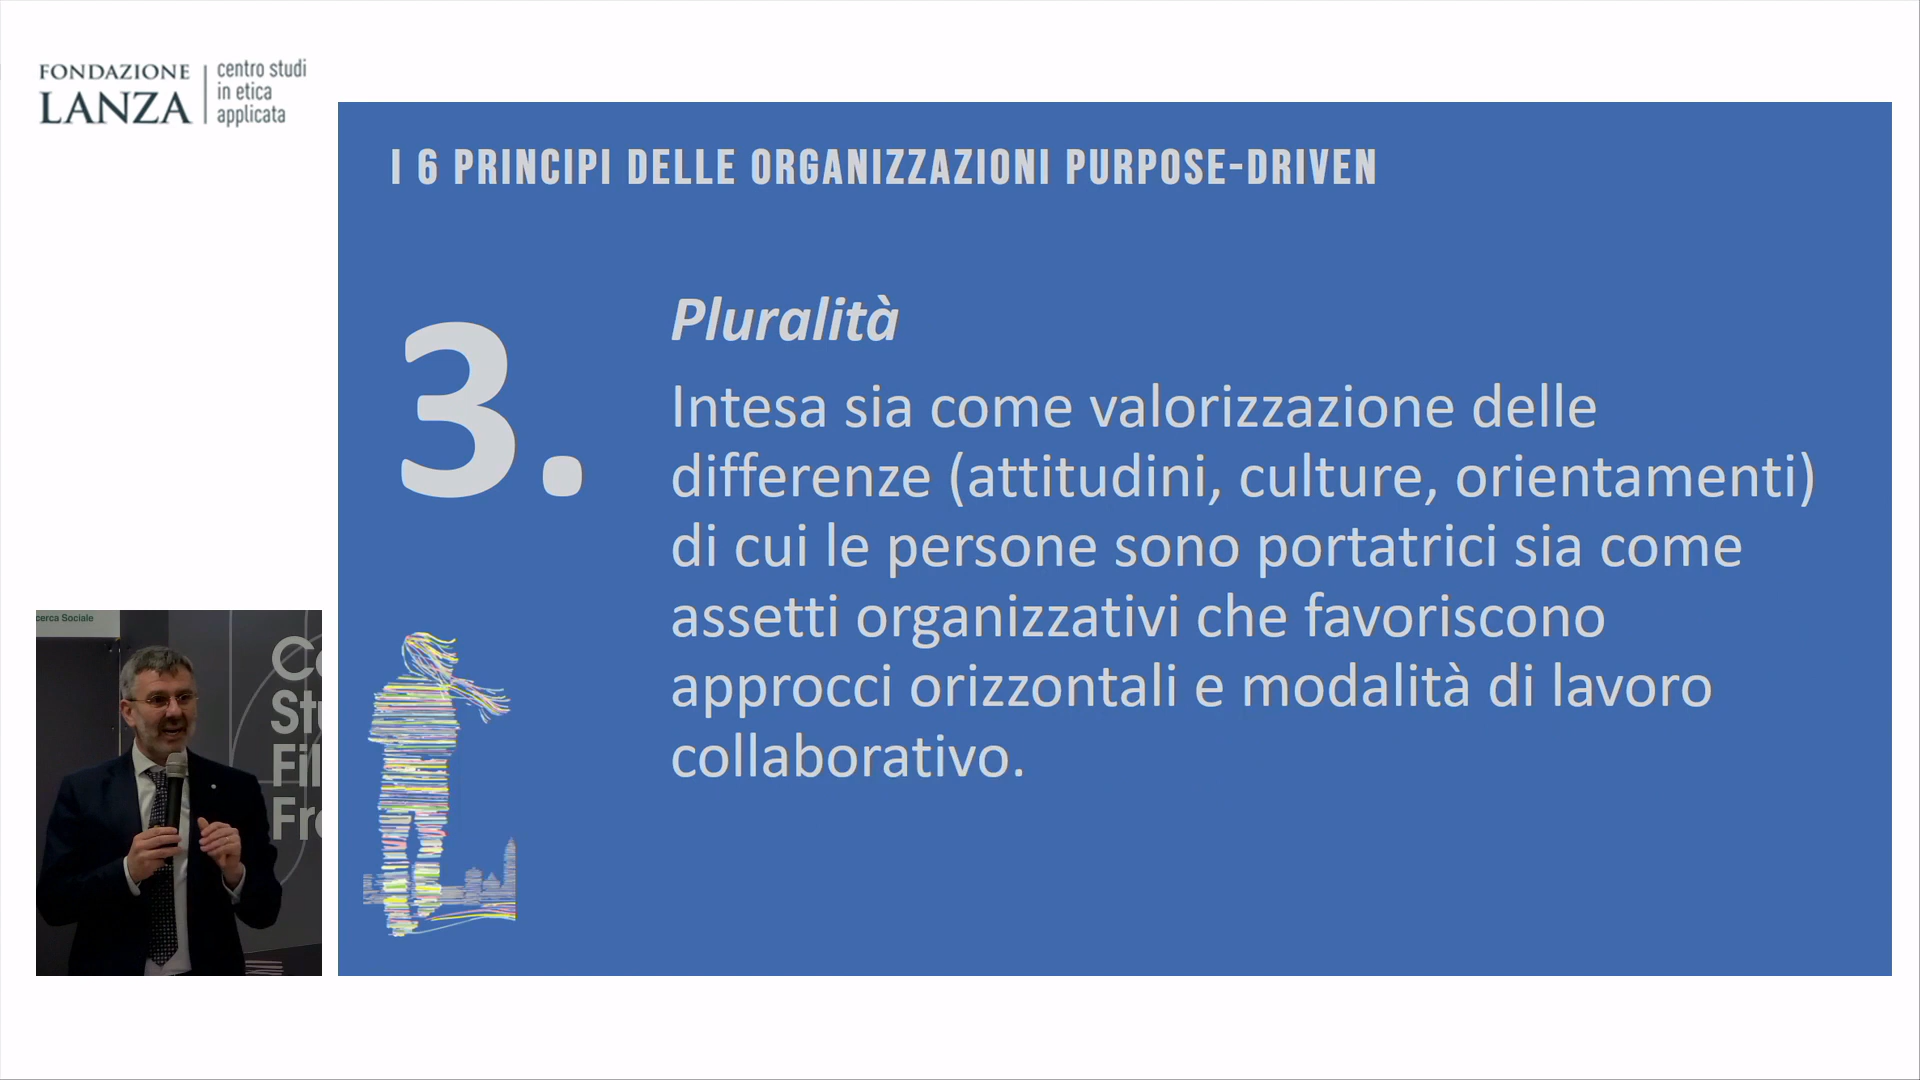 FONDAZIONE
LANZA
centro studi
in etica
applicata
I 6 PRINCIPI DELLE ORGANIZZAZIONI PURPOSE-DRIVEN
3.
Pluralità
Intesa sia come valorizzazione delle
differenze (attitudini, culture, orientamenti)
di cui le persone sono portatrici sia come
assetti organizzativi che favoriscono
approcci orizzontali e modalità di lavoro
collaborativo.
cerca Sociale